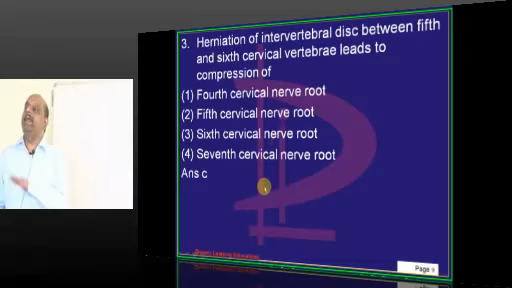 3. Herniation of intervertebral disc between fifth
and sixth cervical vertebrae leads to
compression of
(1) Fourth cervical nerve root
(2) Fifth cervical nerve root
(3) Sixth cervical nerve root
(4) Seventh cervical nerve root
Ans c
Page 9